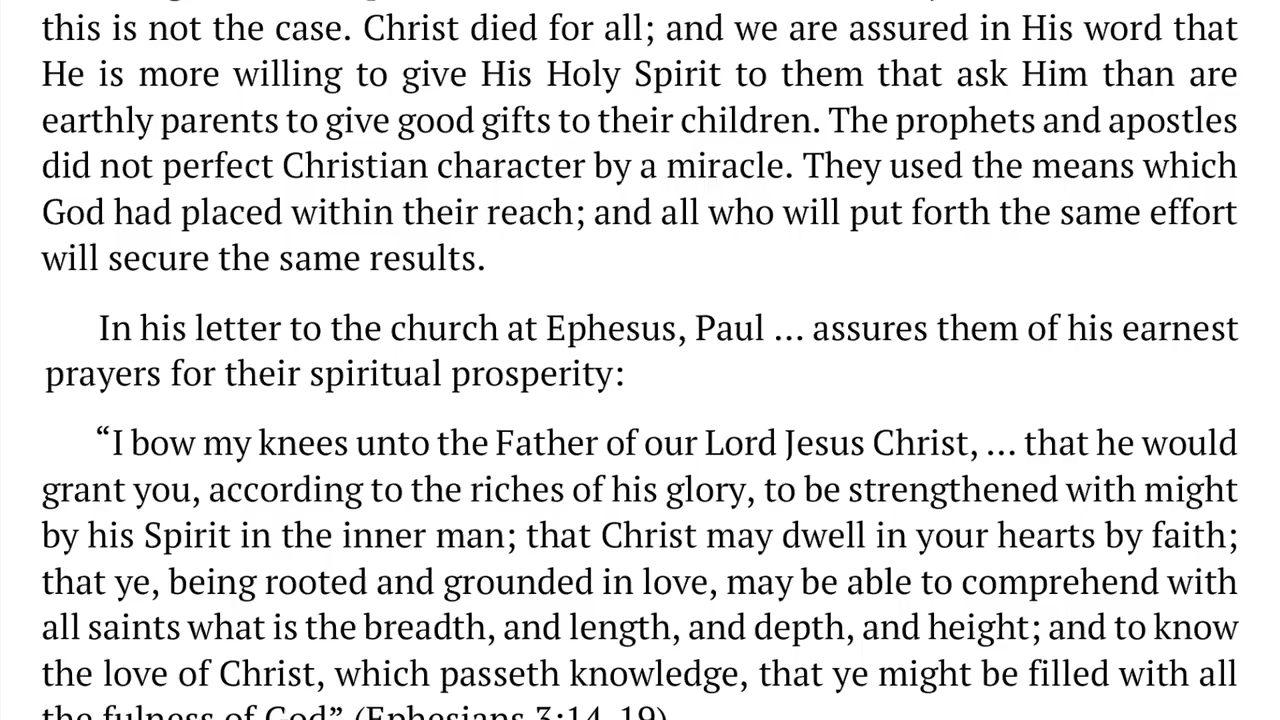 this is not the case. Christ died for all; and we are assured in His word that
He is more willing to give His Holy Spirit to them that ask Him than are
earthly parents to give good gifts to their children. The prophets and apostles
did not perfect Christian character by a miracle. They used the means which
God had placed within their reach; and all who will put forth the same effort
will secure the same results.
In his letter to the church at Ephesus, Paul ... assures them of his earnest
prayers for their spiritual prosperity:
“I bow my knees unto the Father of our Lord Jesus Christ, ... that he would
grant you, according to the riches of his glory, to be strengthened with might
by his Spirit in the inner man; that Christ may dwell in your hearts by faith;
that ye, being rooted and grounded in love, may be able to comprehend with
all saints what is the breadth, and length, and depth, and height; and to know
the love of Christ, which passeth knowledge, that ye might be filled with all
the fulness of God” (Ephesians 3:14, 19)